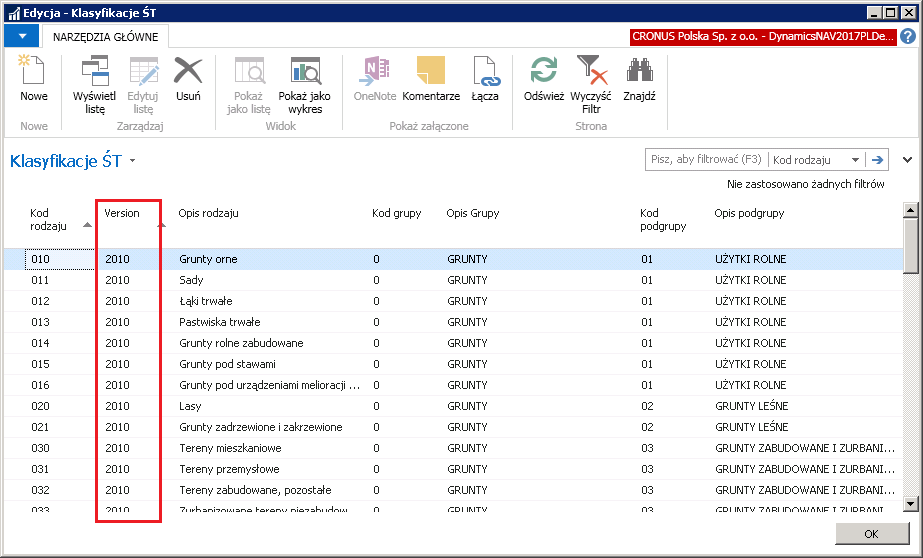 Edycja - Klasyfikacje ŚT
NARZĘDZIA GŁÓWNE
CRONUS Polska Sp. z o.o. - DynamicsNAV2017PLDe...
Nowe
Wyświetl listę
Edytuj listę
Usuń
Pokaż jako listę
Pokaż jako wykres
OneNote
Komentarze
Łącza
Odśwież
Wyczyść Filtr
Znajdź
Nowe
Zarządzaj
Widok
Pokaż załączone
Strona
Klasyfikacje ŚT
Pisz, aby filtrować (F3)
Kod rodzaju
Nie zastosowano żadnych filtrów
Kod rodzaju Version Opis rodzaju Kod grupy Opis Grupy Kod podgrupy Opis podgrupy
010 2010 Grunty orne 0 GRUNTY 01 UŻYTKI ROLNE
011 2010 Sady 0 GRUNTY 01 UŻYTKI ROLNE
012 2010 Łąki trwałe 0 GRUNTY 01 UŻYTKI ROLNE
013 2010 Pastwiska trwałe 0 GRUNTY 01 UŻYTKI ROLNE
014 2010 Grunty rolne zabudowane 0 GRUNTY 01 UŻYTKI ROLNE
015 2010 Grunty pod stawami 0 GRUNTY 01 UŻYTKI ROLNE
016 2010 Grunty pod urządzeniami melioracji ... 0 GRUNTY 01 UŻYTKI ROLNE
020 2010 Lasy 0 GRUNTY 02 GRUNTY LEŚNE
021 2010 Grunty zadrzewione i zakrzewione 0 GRUNTY 02 GRUNTY LEŚNE
030 2010 Tereny mieszkaniowe 0 GRUNTY 03 GRUNTY ZABUDOWANE I ZURBANI...
031 2010 Tereny przemysłowe 0 GRUNTY 03 GRUNTY ZABUDOWANE I ZURBANI...
032 2010 Tereny zabudowane, pozostałe 0 GRUNTY 03 GRUNTY ZABUDOWANE I ZURBANI...
033 2010 Zurbanizowane tereny niezabudow... 0 GRUNTY 03 GRUNTY ZABUDOWANE I ZURBANI...
OK